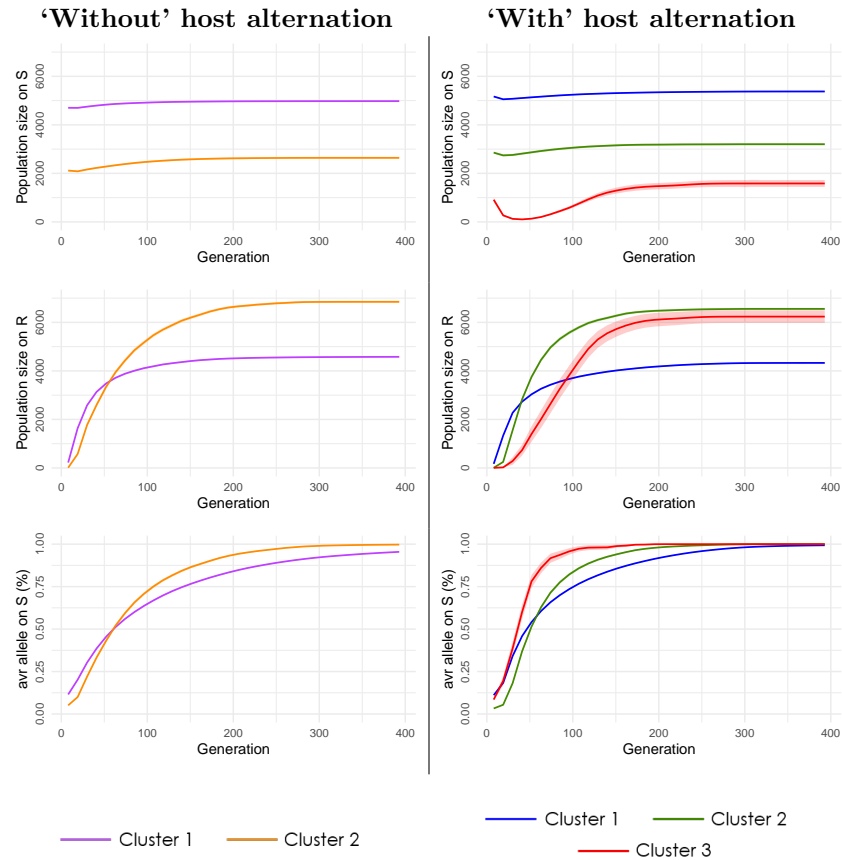 ‘Without’ host alternation
‘With’ host alternation
Population size on S
6000
4000
2000
0
0 100 200 300 400
Generation
Population size on S
6000
4000
2000
0
0 100 200 300 400
Generation
Population size on R
6000
4000
2000
0
0 100 200 300 400
Generation
Population size on R
6000
4000
2000
0
0 100 200 300 400
Generation
avr allele on S (%)
1.00
0.75
0.50
0.25
0.00
0 100 200 300 400
Generation
avr allele on S (%)
1.00
0.75
0.50
0.25
0.00
0 100 200 300 400
Generation
Cluster 1 Cluster 2
Cluster 1 Cluster 2
Cluster 3